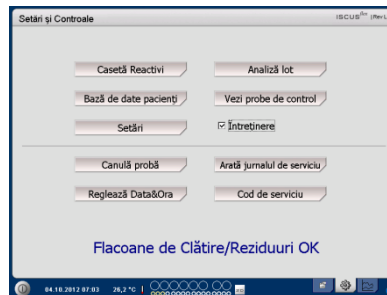 Setări și Controale
ISCUS flex |Rev L
Casetă Reactivi
Analiză lot
Bază de date pacienți
Vezi probe de control
Setări
Întreținere
Canulă probă
Arată jurnalul de serviciu
Reglează Data&Ora
Cod de serviciu
Flacoane de Clătire/Reziduuri OK
04.10.2012 07:03
26,2 °C